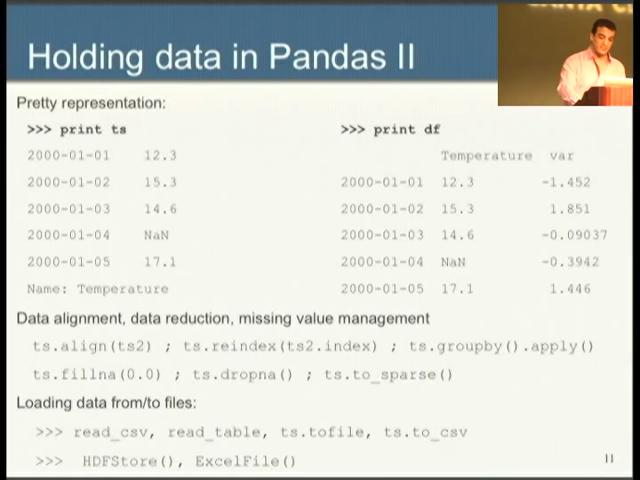 Holding data in Pandas II
Pretty representation:
>>> print ts
2000-01-01 12.3
2000-01-02 15.3
2000-01-03 14.6
2000-01-04 NaN
2000-01-05 17.1
Name: Temperature
>>> print df
Temperature var
2000-01-01 12.3 -1.452
2000-01-02 15.3 1.851
2000-01-03 14.6 -0.09037
2000-01-04 NaN -0.3942
2000-01-05 17.1 1.446
Data alignment, data reduction, missing value management
ts.align(ts2) ; ts.reindex(ts2.index) ; ts.groupby().apply()
ts.fillna(0.0) ; ts.dropna() ; ts.to_sparse()
Loading data from/to files:
>>> read_csv, read_table, ts.tofile, ts.to_csv
>>> HDFStore(), ExcelFile()
11